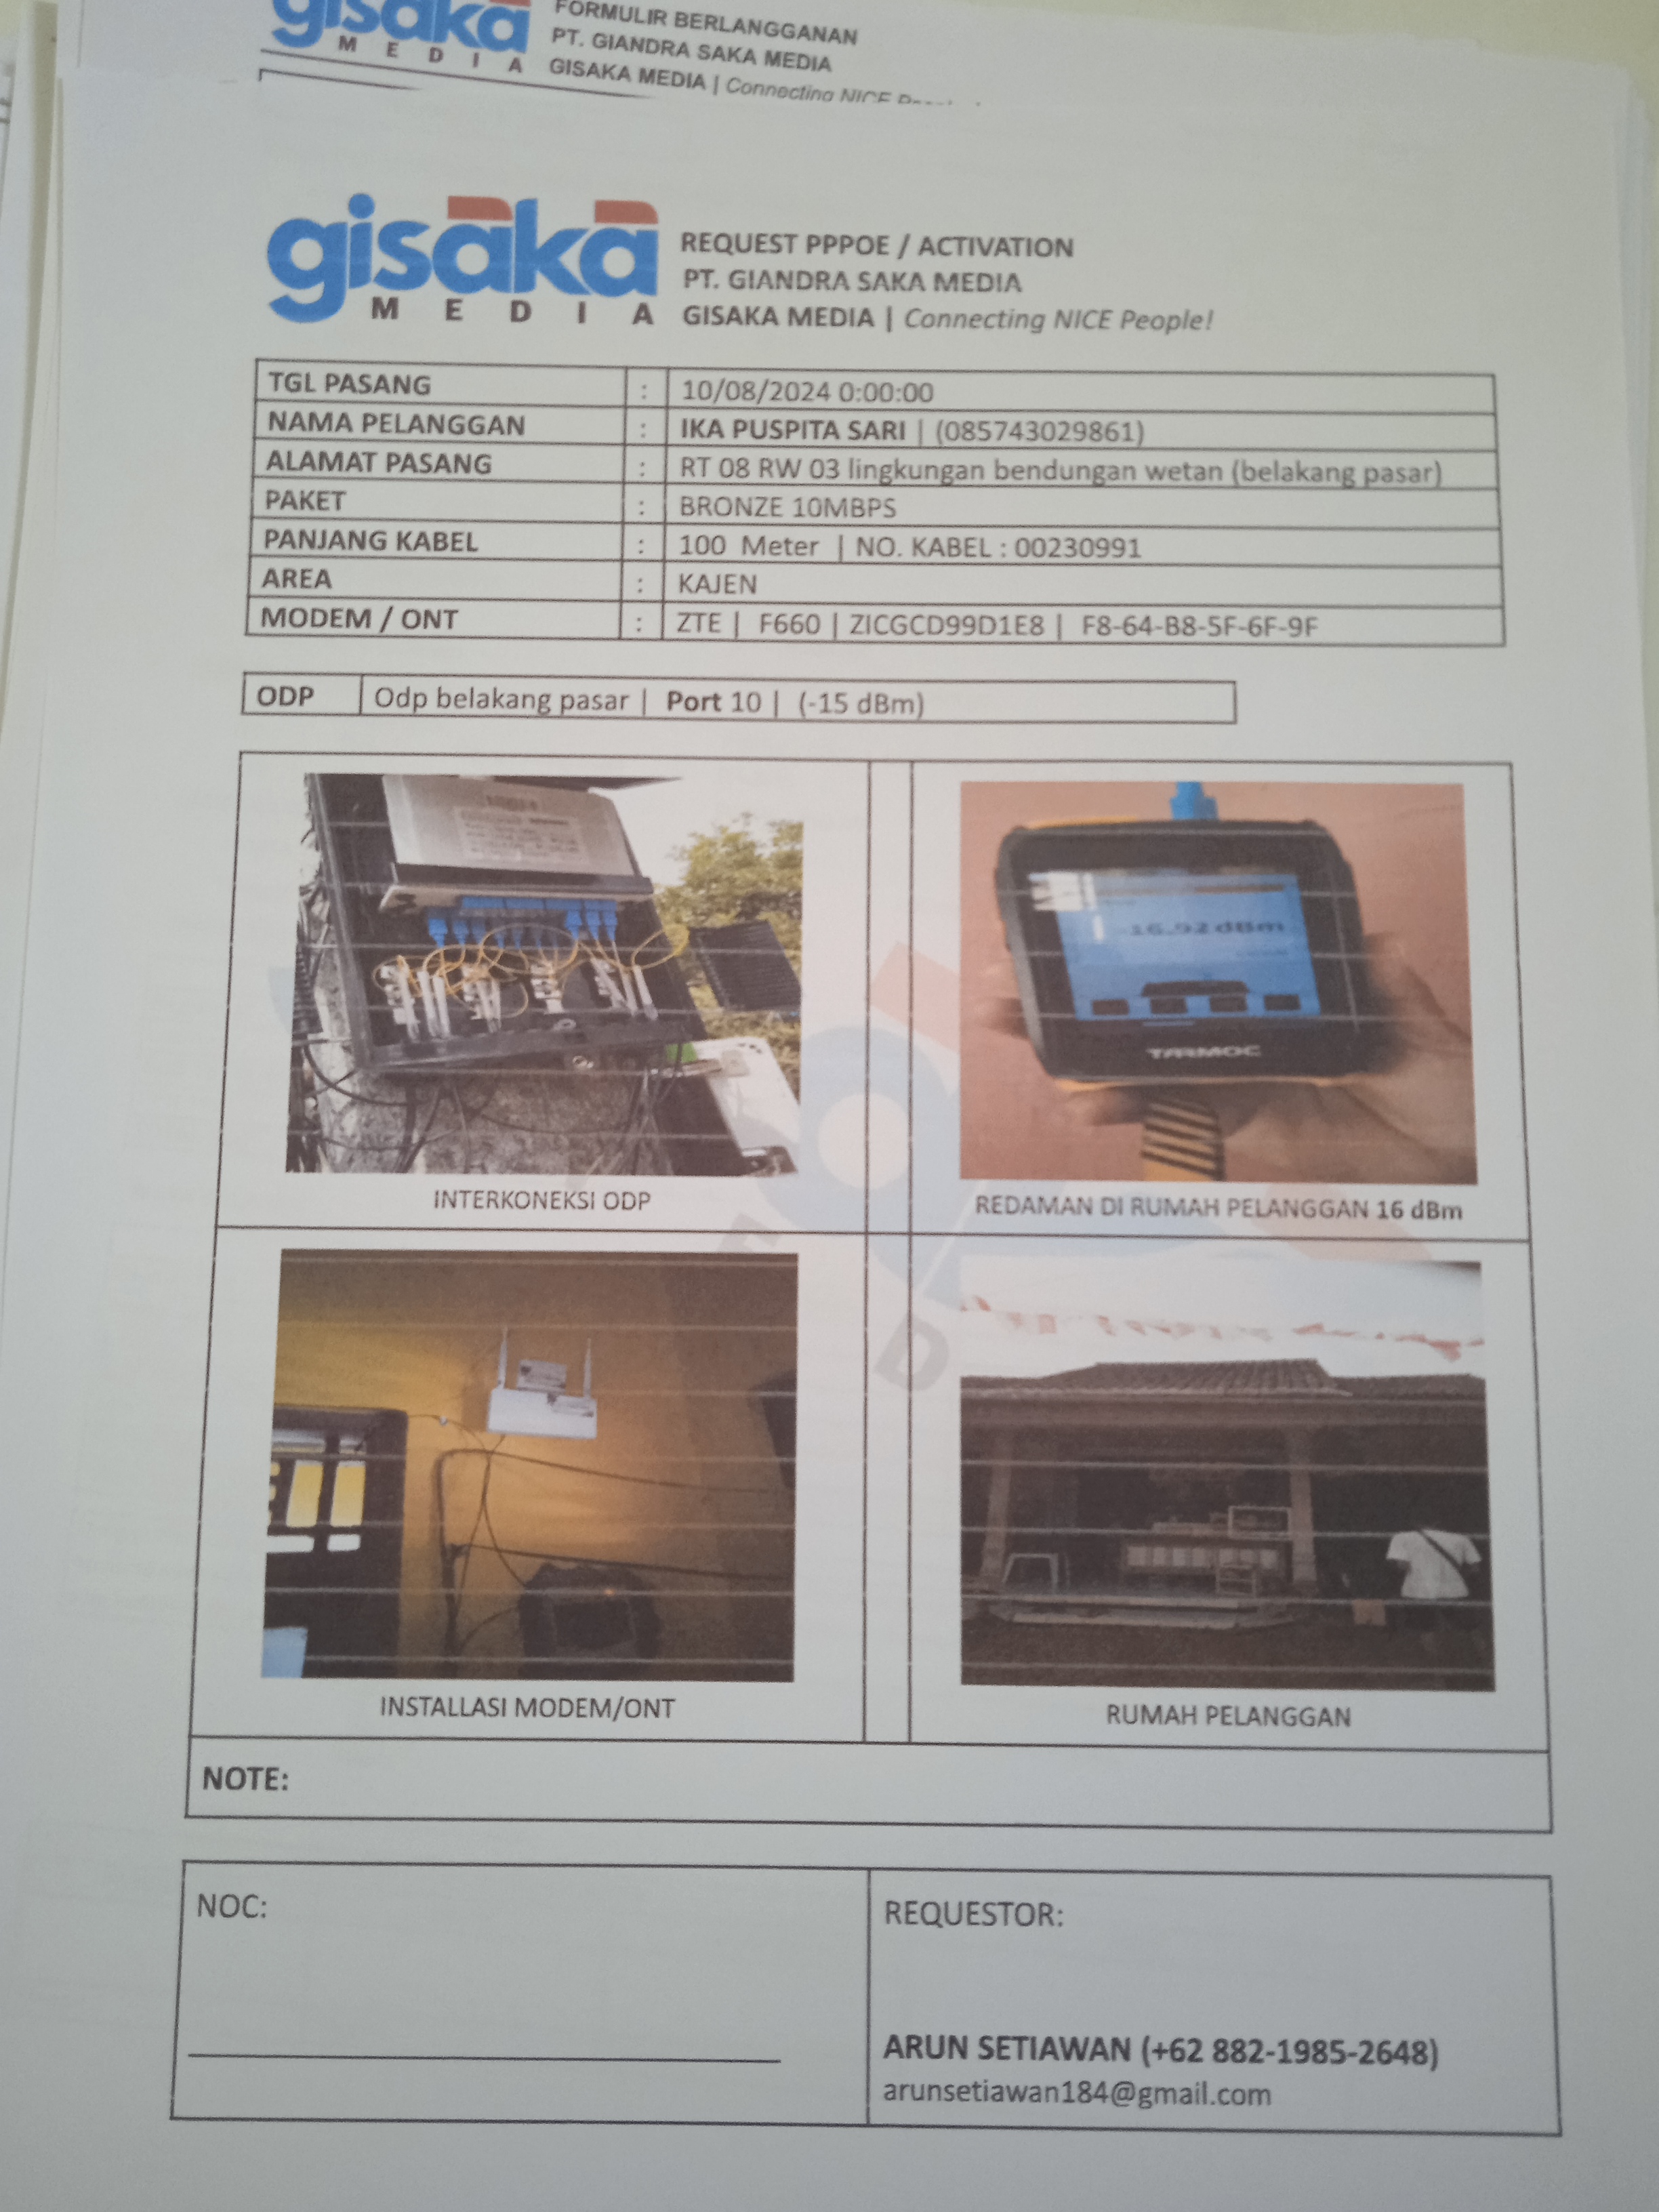 gisaka
MEDIA
FORMULIR BERLANGGANAN
PT. GIANDRA SAKA MEDIA
GISAKA MEDIA | Connecting NICE
gisaka
MEDIA
REQUEST PPPOE / ACTIVATION
PT. GIANDRA SAKA MEDIA
GISAKA MEDIA | Connecting NICE People!
TGL PASANG : 10/08/2024 0:00:00
NAMA PELANGGAN : IKA PUSPITA SARI | (085743029861)
ALAMAT PASANG : RT 08 RW 03 lingkungan bendungan wetan (belakang pasar)
PAKET : BRONZE 10MBPS
PANJANG KABEL : 100 Meter | NO. KABEL : 00230991
AREA : KAJEN
MODEM / ONT : ZTE | F660 | ZICGCD99D1E8 | F8-64-B8-5F-6F-9F
ODP Odp belakang pasar | Port 10 | (-15 dBm)
-16.92dBm
TARMOC
INTERKONEKSI ODP
REDAMAN DI RUMAH PELANGGAN 16 dBm
INSTALLASI MODEM/ONT
RUMAH PELANGGAN
NOTE:
NOC:
REQUESTOR:
ARUN SETIAWAN (+62 882-1985-2648)
arunsetiawan184@gmail.com